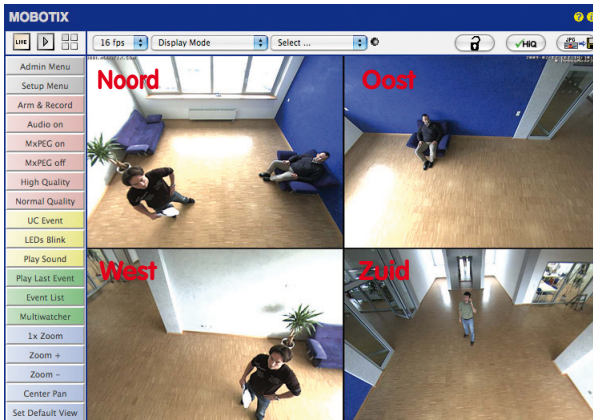 MOBOTIX
LIVE
16 fps
Display Mode
Select ...
HiQ
JPG
Admin Menu
Setup Menu
Arm & Record
Audio on
MxPEG on
MxPEG off
High Quality
Normal Quality
UC Event
LEDs Blink
Play Sound
Play Last Event
Event List
Multiwatcher
1x Zoom
Zoom +
Zoom −
Center Pan
Set Default View
Noord
Oost
West
Zuid